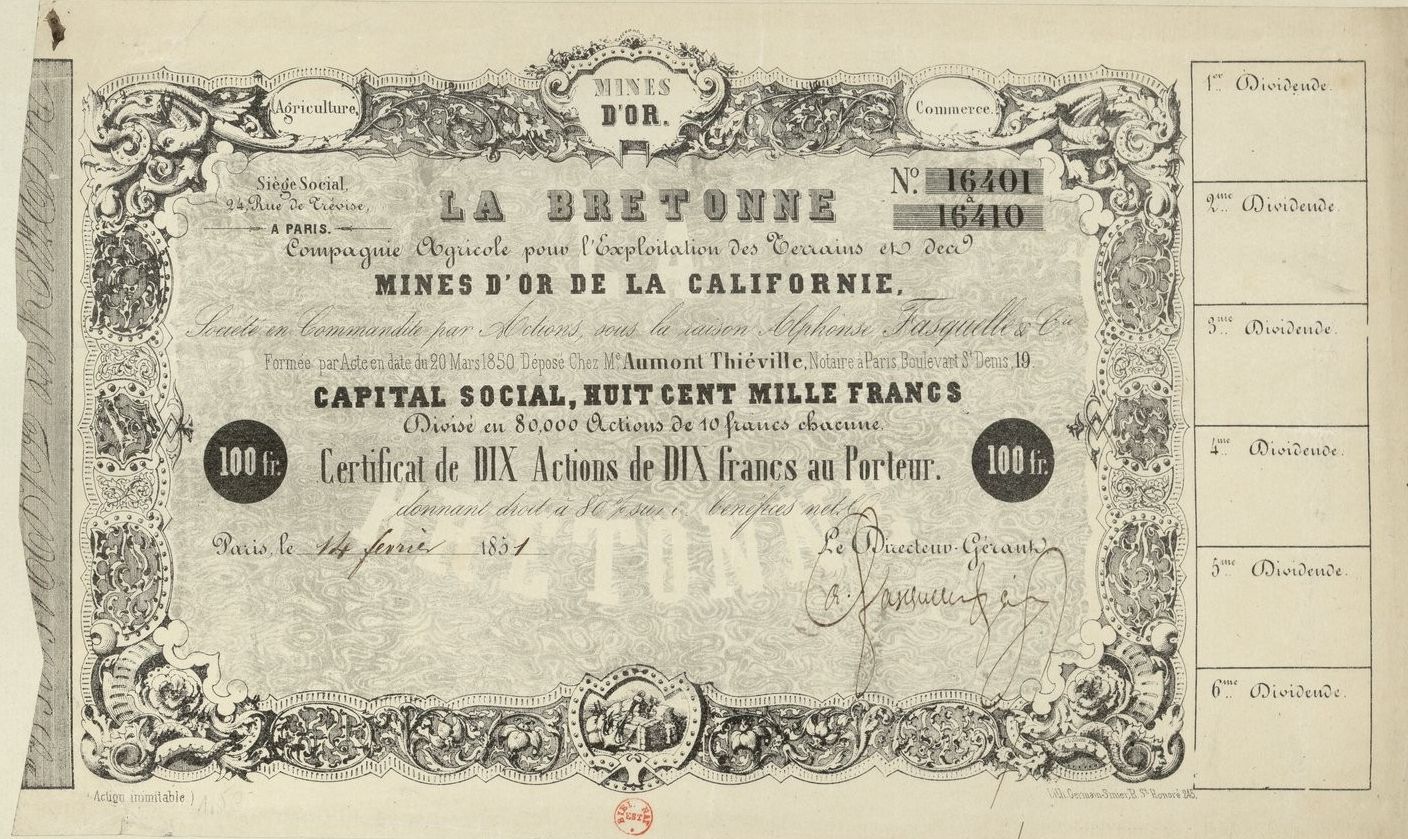 MINES
D'OR.
Agriculture,
Commerce.
Siège Social,
24, Rue de Trévise,
A PARIS.
Nº 16401
à
16410
LA BRETONNE
Compagnie Agricole pour l'Exploitation des Terrains et des
MINES D'OR DE LA CALIFORNIE,
Société en Commandite par Actions, sous la raison Alphonse Fasquelle & Cie
Formée par Acte en date du 20 Mars 1850 Déposé Chez Me Aumont Thiéville, Notaire à Paris, Boulevart St Denis, 19.
CAPITAL SOCIAL, HUIT CENT MILLE FRANCS
Divisé en 80,000 Actions de 10 francs chacune.
100 fr.
Certificat de DIX Actions de DIX francs au Porteur.
100 fr.
donnant droit à 80 % sur bénéfices nets
Paris, le 14 fevrier 1851
Le Directeur-Gérant
A. Fasquelle
Action inimitable
Lith. Germain-Simier, R. St Honoré 245.
BIBL. NAT.
EST.
1er Dividende.
2me Dividende.
3me Dividende.
4me Dividende.
5me Dividende.
6me Dividende.